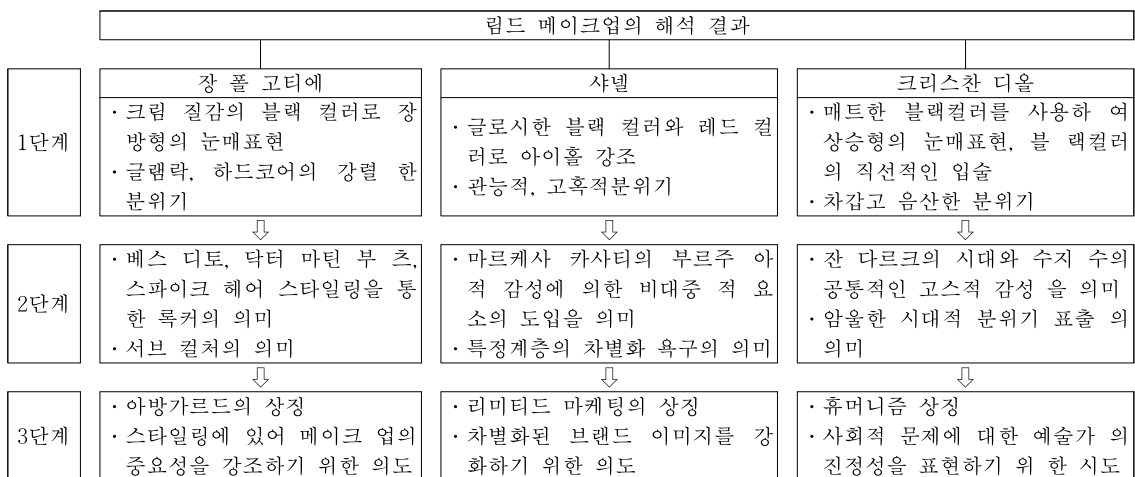 림드 메이크업의 해석 결과
장 폴 고티에
샤넬
크리스찬 디올
1단계
· 크림 질감의 블랙 컬러로 장
방형의 눈매표현
· 글램락, 하드코어의 강렬 한
분위기
· 글로시한 블랙 컬러와 레드 컬
러로 아이홀 강조
· 관능적, 고혹적분위기
· 매트한 블랙컬러를 사용하 여
상승형의 눈매표현, 블 랙컬러
의 직선적인 입술
· 차갑고 음산한 분위기
2단계
· 베스 디토, 닥터 마틴 부 츠,
스파이크 헤어 스타일링을 통
한 록커의 의미
· 서브 컬처의 의미
· 마르케사 카사티의 부르주 아
적 감성에 의한 비대중 적 요
소의 도입을 의미
· 특정계층의 차별화 욕구의 의미
· 잔 다르크의 시대와 수지 수의
공통적인 고스적 감성 을 의미
· 암울한 시대적 분위기 표출 의
의미
3단계
· 아방가르드의 상징
· 스타일링에 있어 메이크 업의
중요성을 강조하기 위한 의도
· 리미티드 마케팅의 상징
· 차별화된 브랜드 이미지를 강
화하기 위한 의도
· 휴머니즘 상징
· 사회적 문제에 대한 예술가 의
진정성을 표현하기 위 한 시도